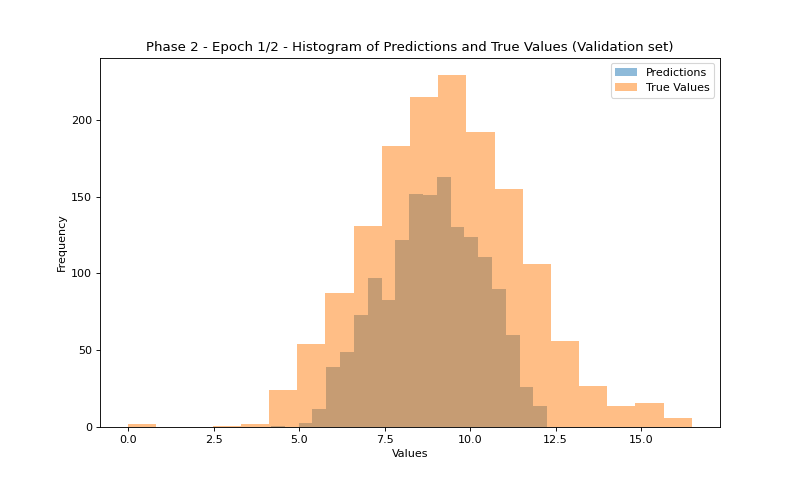 Phase 2 - Epoch 1/2 - Histogram of Predictions and True Values (Validation set)
Predictions
True Values
Frequency
200
150
100
50
0
0.0 2.5 5.0 7.5 10.0 12.5 15.0
Values